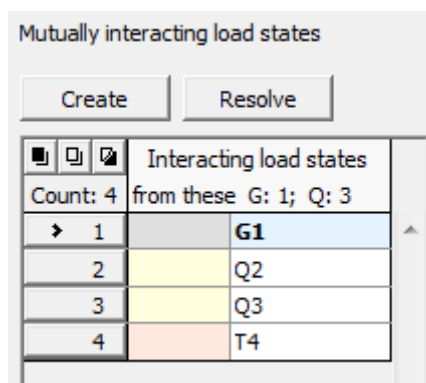 Mutually interacting load states
Create Resolve
Interacting load states
Count: 4 from these G: 1; Q: 3
1 G1
2 Q2
3 Q3
4 T4